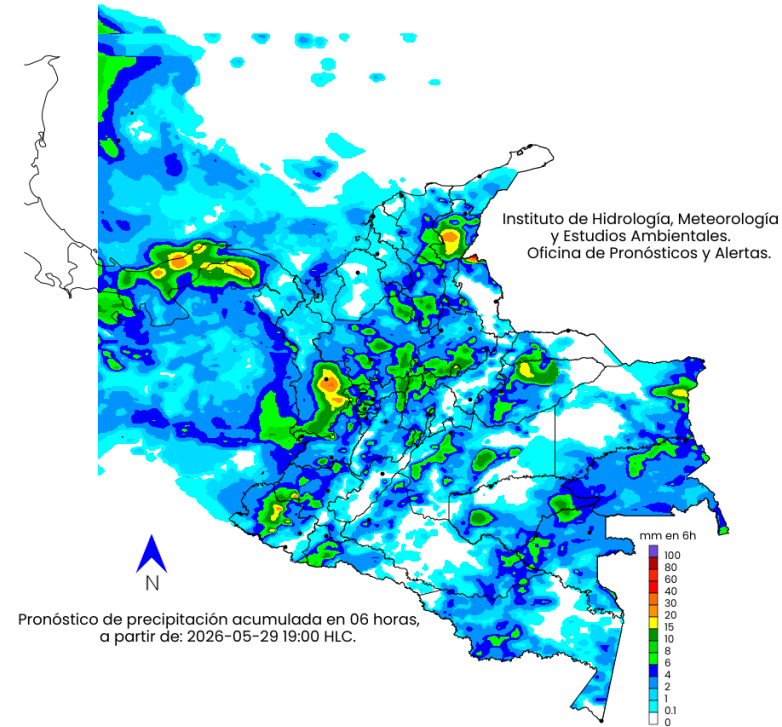 Instituto de Hidrología, Meteorología
y Estudios Ambientales.
Oficina de Pronósticos y Alertas.
mm en 6h
100
80
60
40
30
20
15
10
8
6
4
2
1
0.1
0
N
Pronóstico de precipitación acumulada en 06 horas,
a partir de: 2026-05-29 19:00 HLC.